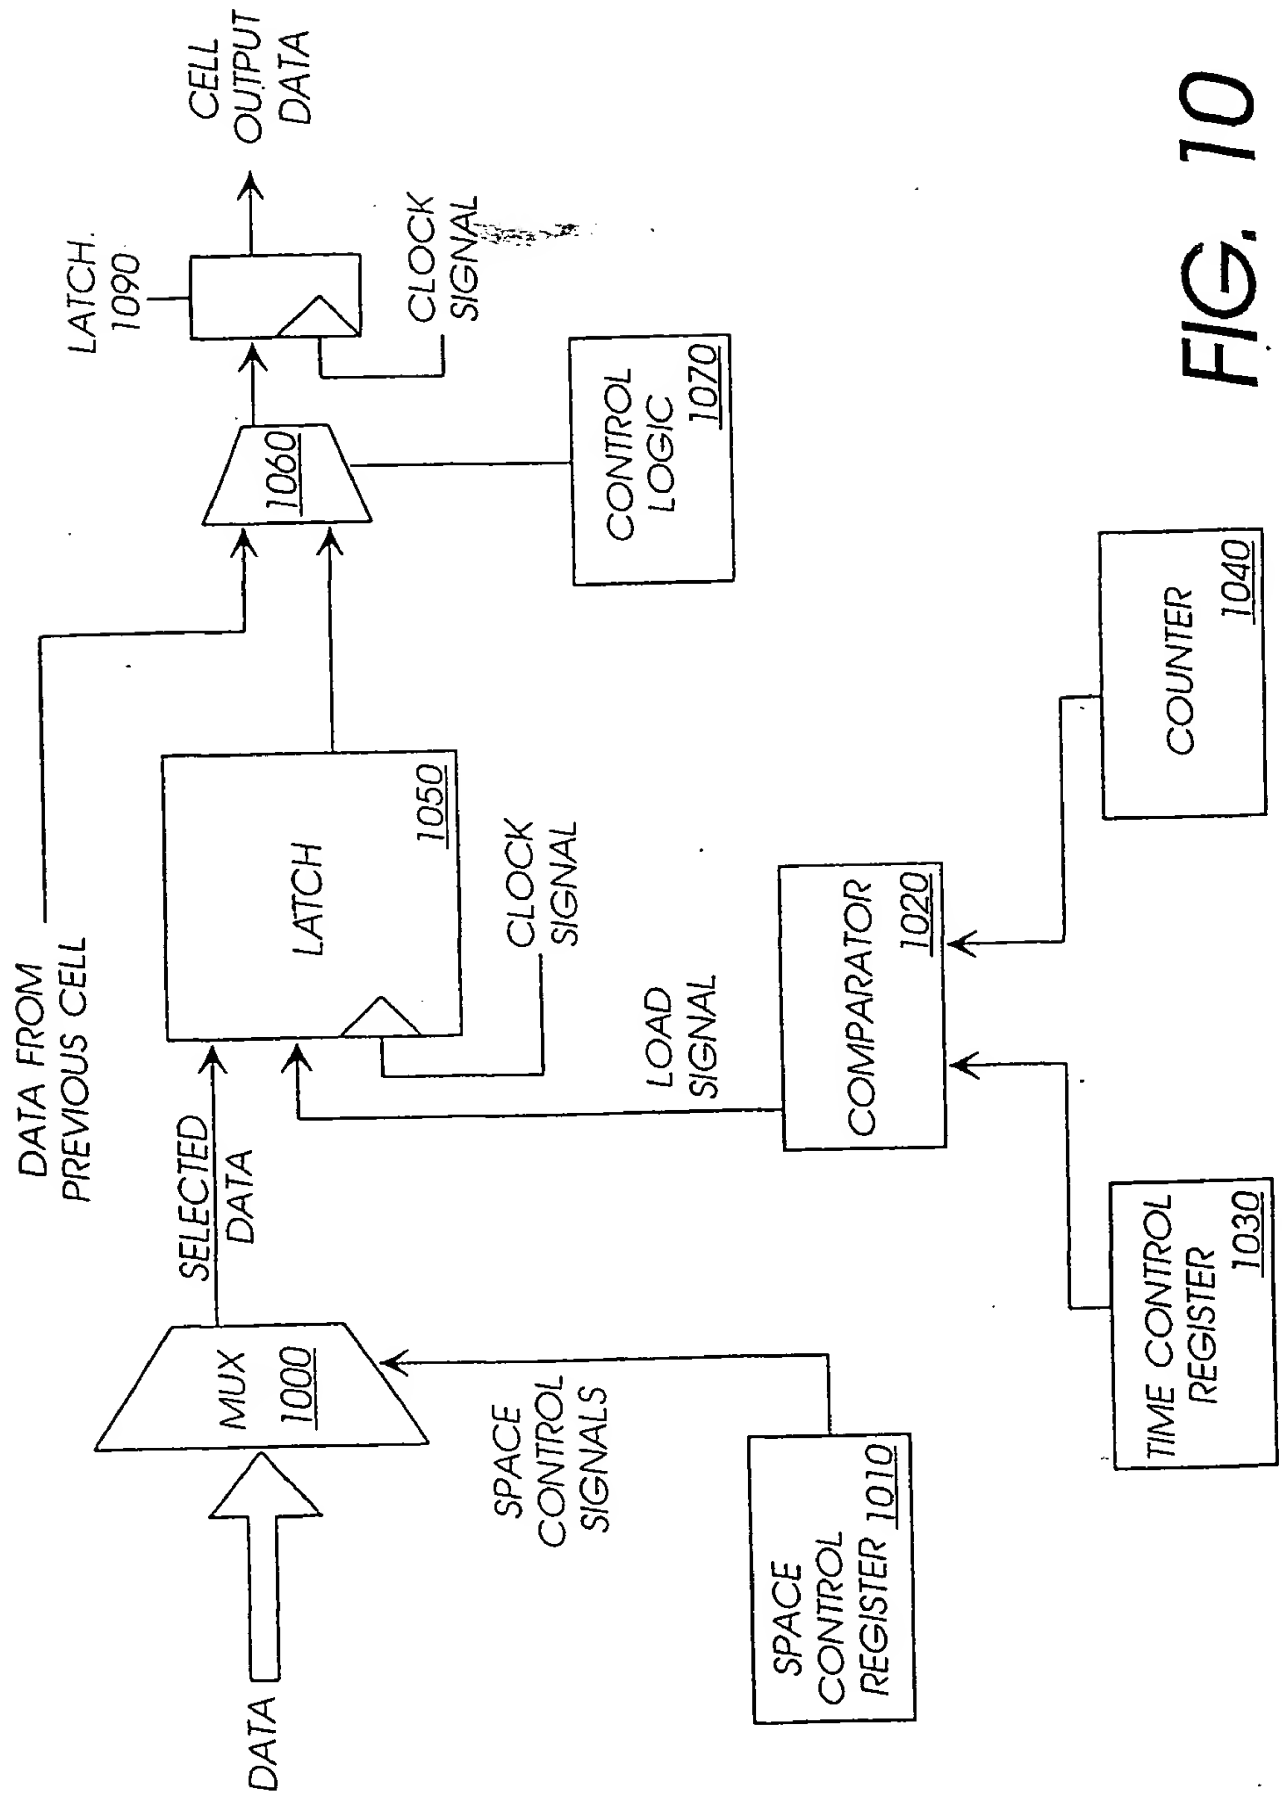 DATA FROM
PREVIOUS CELL
LATCH.
1090
CELL
OUTPUT
DATA
DATA
MUX
1000
SELECTED
DATA
LATCH
1050
1060
CLOCK
SIGNAL
CLOCK
SIGNAL
SPACE
CONTROL
SIGNALS
LOAD
SIGNAL
CONTROL
LOGIC
1070
SPACE
CONTROL
REGISTER 1010
COMPARATOR
1020
TIME CONTROL
REGISTER
1030
COUNTER
1040
FIG. 10